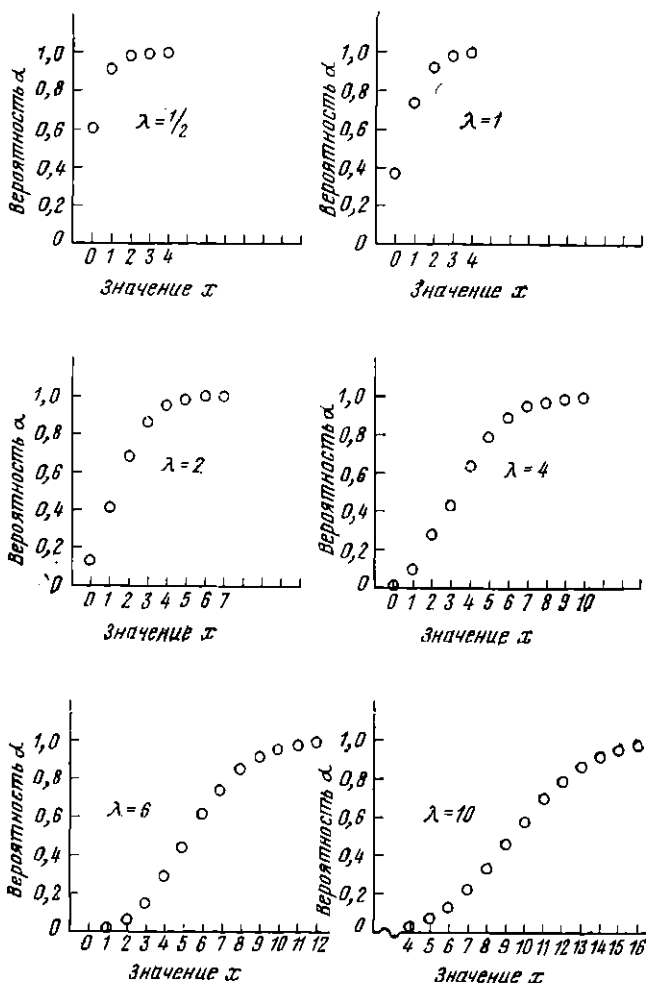 Вероятность α
1,0
0,8
0,6
0,4
0,2
0
λ=1/2
0 1 2 3 4
Значение x
Вероятность α
1,0
0,8
0,6
0,4
0,2
0
λ=1
0 1 2 3 4
Значение x
Вероятность α
1,0
0,8
0,6
0,4
0,2
0
λ=2
0 1 2 3 4 5 6 7
Значение x
Вероятность α
1,0
0,8
0,6
0,4
0,2
0
λ=4
0 1 2 3 4 5 6 7 8 9 10
Значение x
Вероятность α
1,0
0,8
0,6
0,4
0,2
0
λ=6
0 1 2 3 4 5 6 7 8 9 10 11 12
Значение x
Вероятность α
1,0
0,8
0,6
0,4
0,2
0
λ=10
4 5 6 7 8 9 10 11 12 13 14 15 16
Значение x